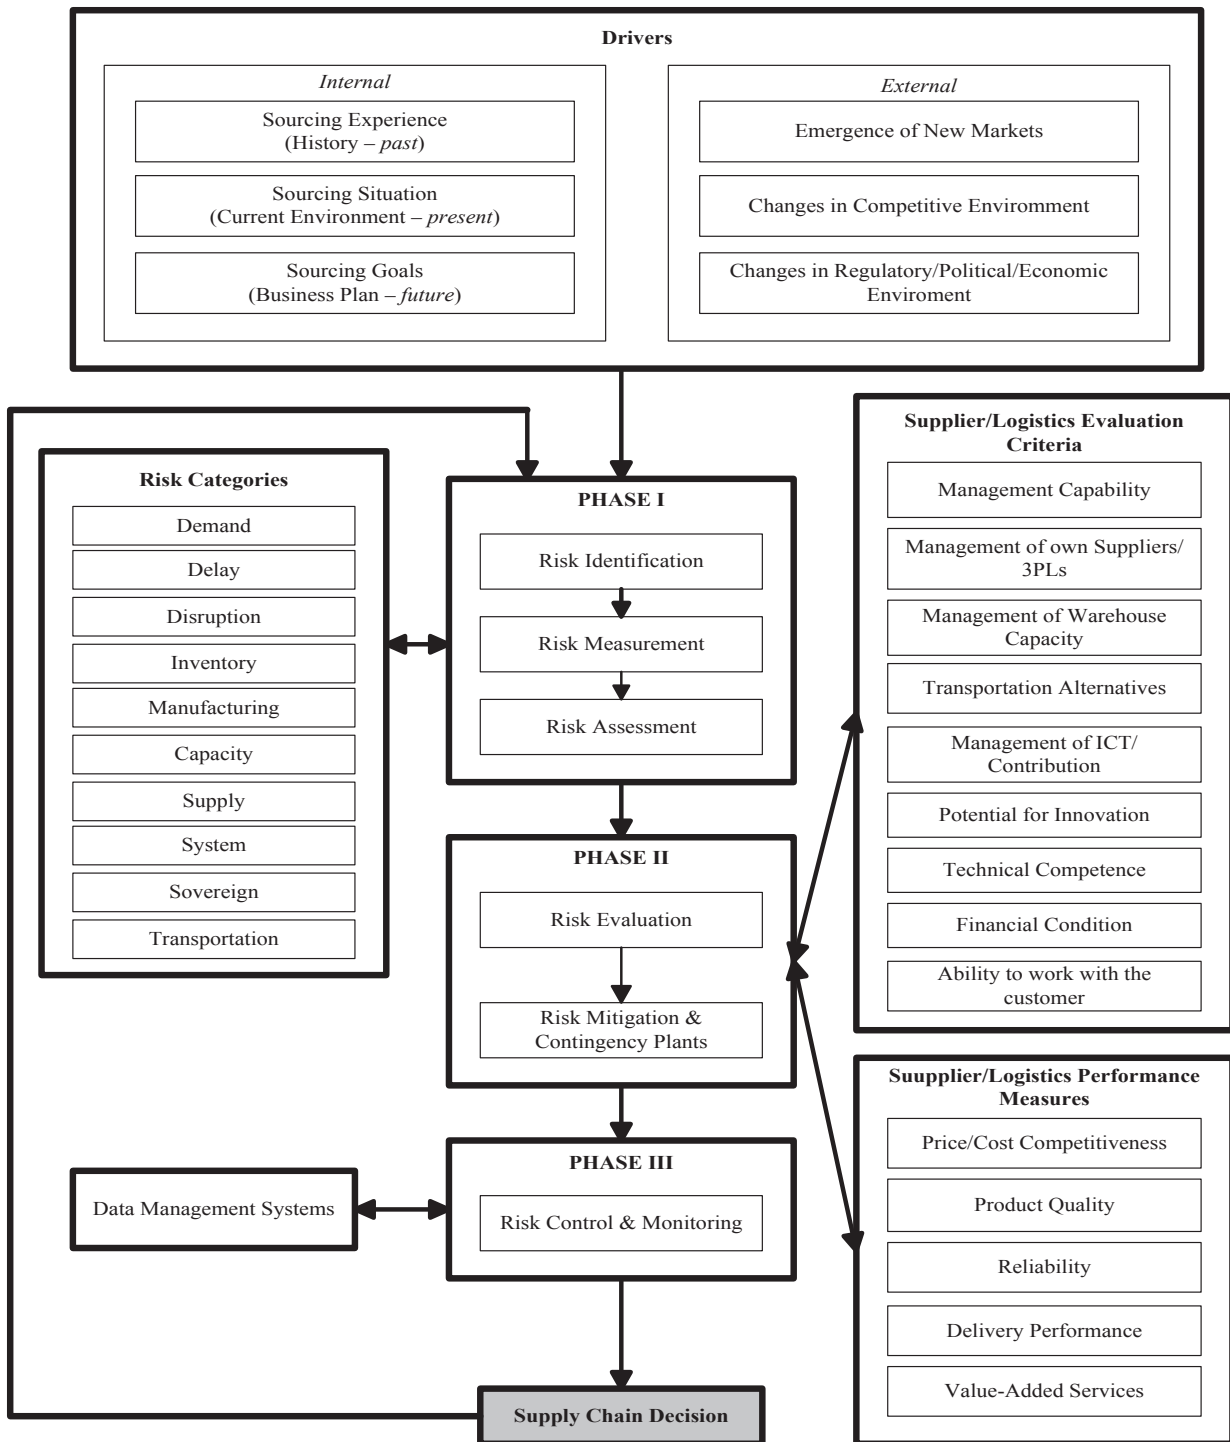 Drivers
Internal
Sourcing Experience
(History – past)
Sourcing Situation
(Current Environment – present)
Sourcing Goals
(Business Plan – future)
External
Emergence of New Markets
Changes in Competitive Enviromment
Changes in Regulatory/Political/Economic
Enviroment
Risk Categories
Demand
Delay
Disruption
Inventory
Manufacturing
Capacity
Supply
System
Sovereign
Transportation
PHASE I
Risk Identification
Risk Measurement
Risk Assessment
PHASE II
Risk Evaluation
Risk Mitigation &
Contingency Plants
PHASE III
Risk Control & Monitoring
Data Management Systems
Supply Chain Decision
Supplier/Logistics Evaluation
Criteria
Management Capability
Management of own Suppliers/
3PLs
Management of Warehouse
Capacity
Transportation Alternatives
Management of ICT/
Contribution
Potential for Innovation
Technical Competence
Financial Condition
Ability to work with the
customer
Suupplier/Logistics Performance
Measures
Price/Cost Competitiveness
Product Quality
Reliability
Delivery Performance
Value-Added Services